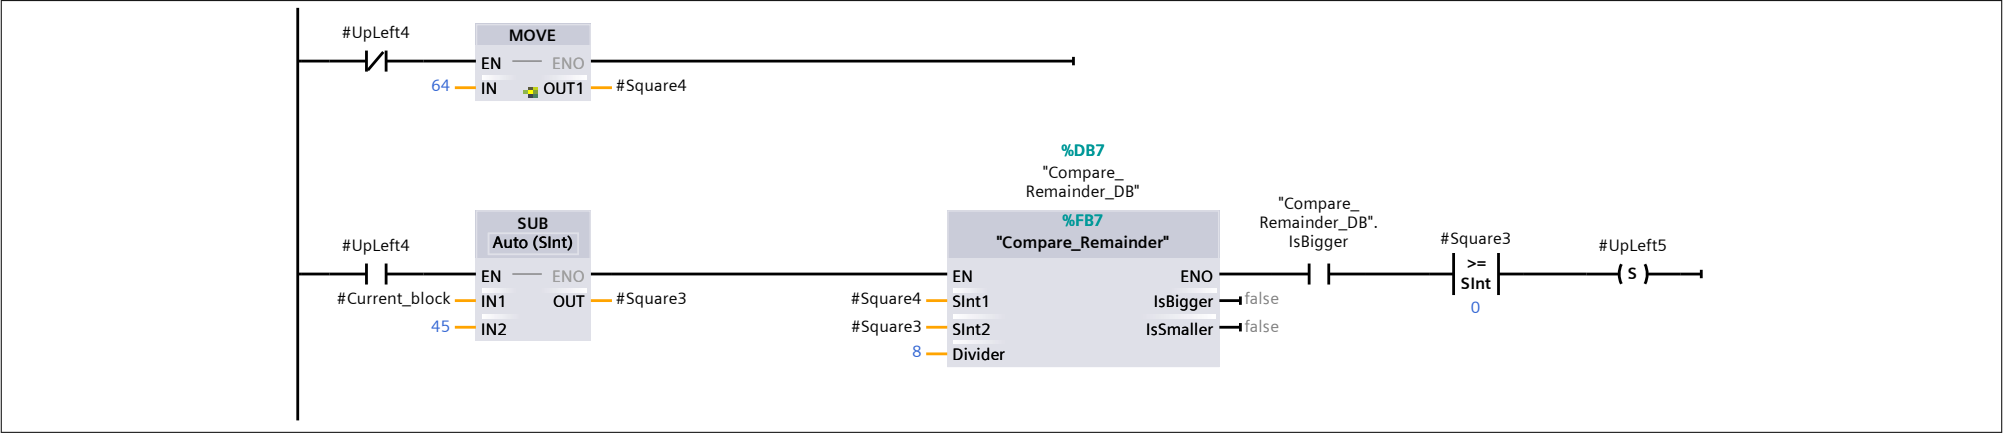 #UpLeft4
MOVE
EN ENO
64 IN OUT1 #Square4
%DB7
"Compare_
Remainder_DB"
#UpLeft4
SUB
Auto (SInt)
EN ENO
#Current_block IN1 OUT #Square3
45 IN2
%FB7
"Compare_Remainder"
EN ENO
#Square4 SInt1 IsBigger false
#Square3 SInt2 IsSmaller false
8 Divider
"Compare_
Remainder_DB".
IsBigger
#Square3
>=
SInt
0
#UpLeft5
S